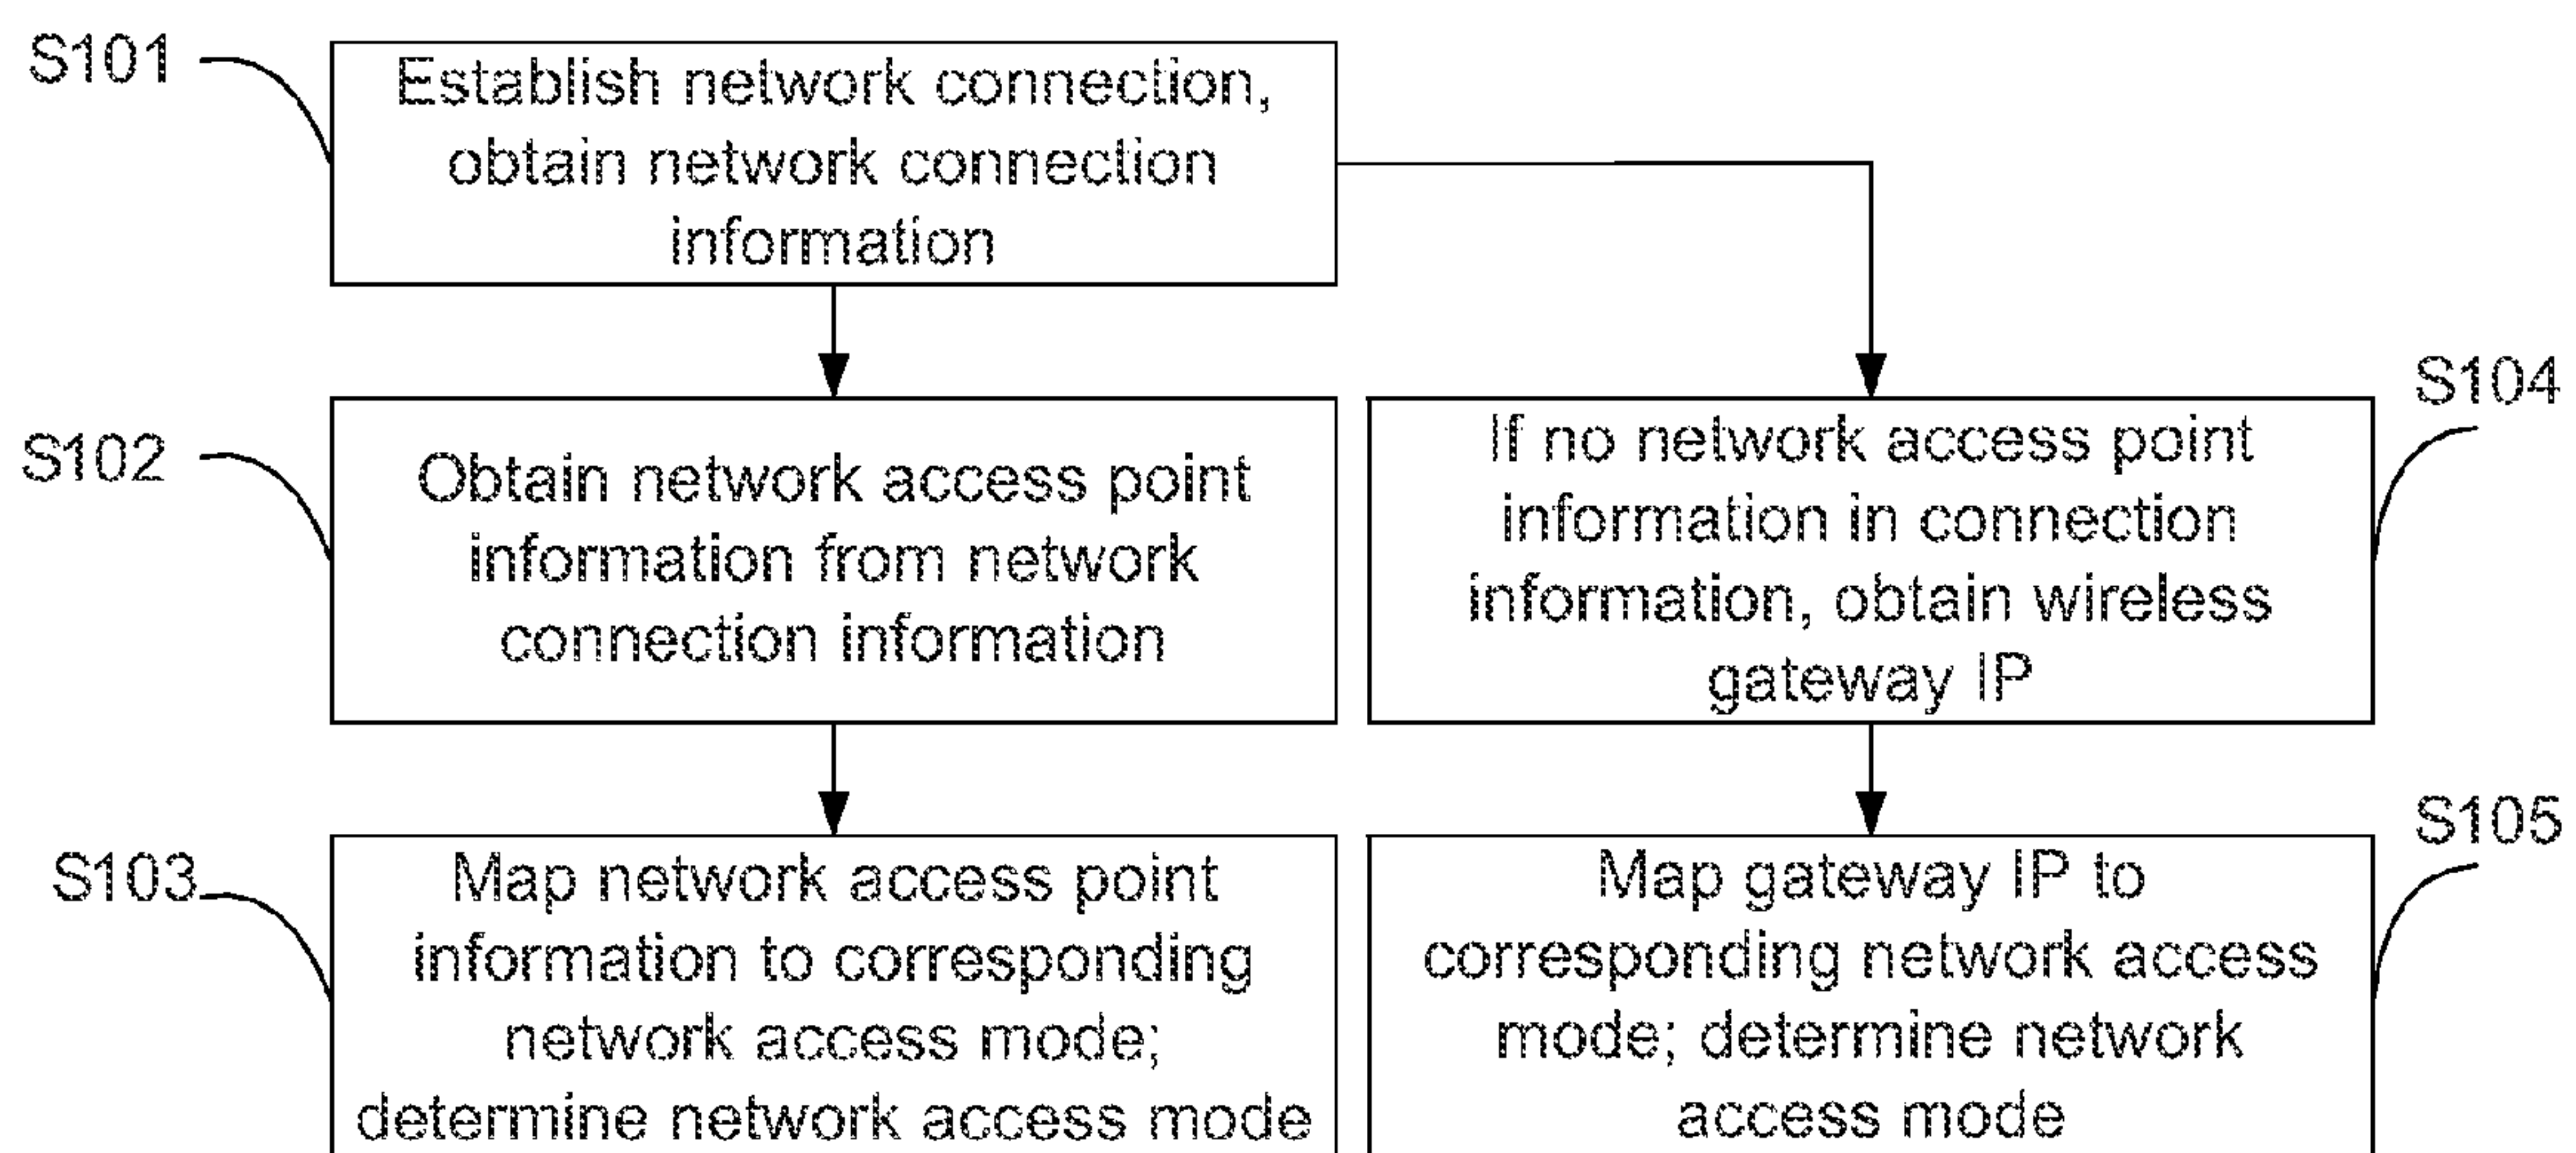 S101
Establish network connection,
obtain network connection
information
S102
Obtain network access point
information from network
connection information
S104
If no network access point
information in connection
information, obtain wireless
gateway IP
S103
Map network access point
information to corresponding
network access mode;
determine network access mode
S105
Map gateway IP to
corresponding network access
mode; determine network
access mode